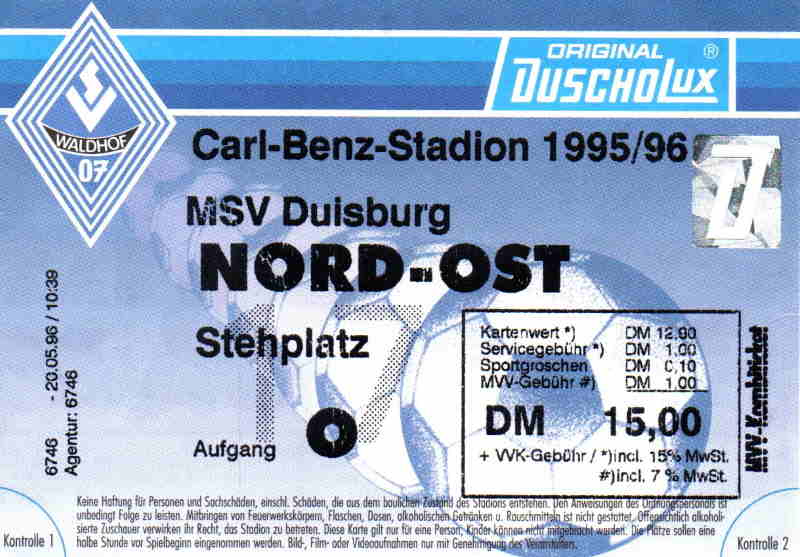 ORIGINAL ®
DUSCHOLUX
SV
WALDHOF
07
Carl-Benz-Stadion 1995/96
MSV Duisburg
NORD-OST
17
Stehplatz
Aufgang O
6746 - 20.05.96 / 10:39
Agentur: 6746
Kartenwert *) DM 12,90
Servicegebühr *) DM 1,00
Sportgroschen DM 0,10
MVV-Gebühr #) DM 1,00
DM 15,00
+ VVK-Gebühr / *)incl. 15% MwSt.
#)incl. 7 % MwSt.
MVV-Kombiticket
Keine Haftung für Personen und Sachschäden, einschl. Schäden, die aus dem baulichen Zustand des Stadions entstehen. Den Anweisungen des Ordnungspersonals ist
unbedingt Folge zu leisten. Mitbringen von Feuerwerkskörpern, Flaschen, Dosen, alkoholischen Getränken u. Rauschmitteln ist nicht gestattet. Offensichtlich alkoholi-
sierte Zuschauer verwirken ihr Recht, das Stadion zu betreten. Diese Karte gilt nur für eine Person, Kinder können nicht mitgebracht werden. Die Plätze sollen eine
halbe Stunde vor Spielbeginn eingenommen werden. Bild-, Film- oder Videoaufnahmen nur mit Genehmigung des Veranstalters.
Kontrolle 1
Kontrolle 2